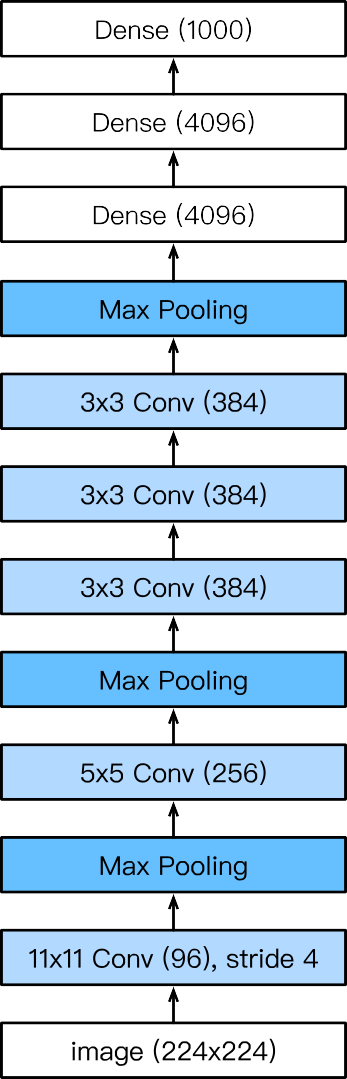 Dense (1000)
Dense (4096)
Dense (4096)
Max Pooling
3x3 Conv (384)
3x3 Conv (384)
3x3 Conv (384)
Max Pooling
5x5 Conv (256)
Max Pooling
11x11 Conv (96), stride 4
image (224x224)